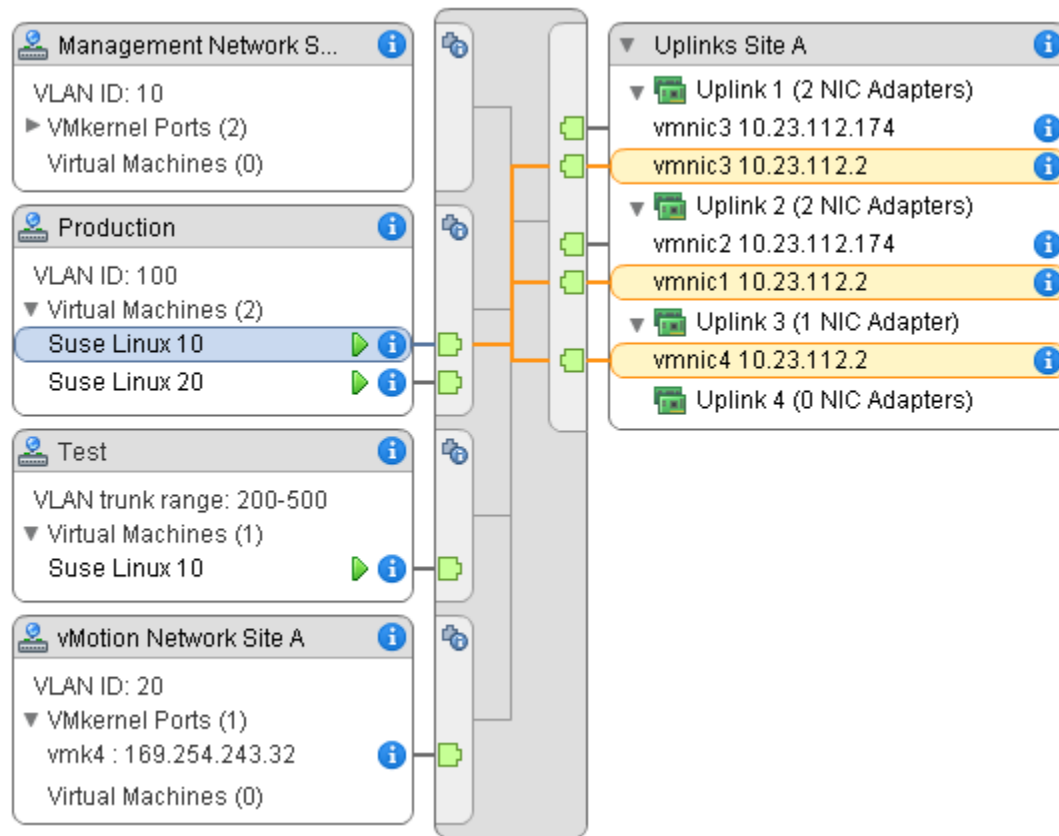 Management Network S...
VLAN ID: 10
VMkernel Ports (2)
Virtual Machines (0)
Production
VLAN ID: 100
Virtual Machines (2)
Suse Linux 10
Suse Linux 20
Test
VLAN trunk range: 200-500
Virtual Machines (1)
Suse Linux 10
vMotion Network Site A
VLAN ID: 20
VMkernel Ports (1)
vmk4 : 169.254.243.32
Virtual Machines (0)
Uplinks Site A
Uplink 1 (2 NIC Adapters)
vmnic3 10.23.112.174
vmnic3 10.23.112.2
Uplink 2 (2 NIC Adapters)
vmnic2 10.23.112.174
vmnic1 10.23.112.2
Uplink 3 (1 NIC Adapter)
vmnic4 10.23.112.2
Uplink 4 (0 NIC Adapters)